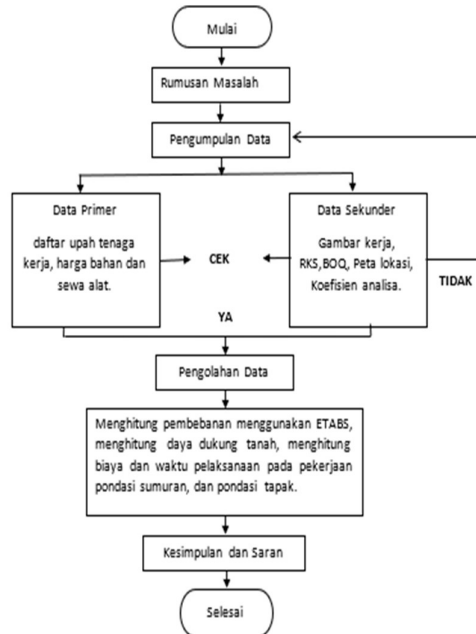 Mulai
Rumusan Masalah
Pengumpulan Data
Data Primer
daftar upah tenaga
kerja, harga bahan dan
sewa alat.
CEK
Data Sekunder
Gambar kerja,
RKS,BOQ, Peta lokasi,
Koefisien analisa.
TIDAK
YA
Pengolahan Data
Menghitung pembebanan menggunakan ETABS,
menghitung daya dukung tanah, menghitung
biaya dan waktu pelaksanaan pada pekerjaan
pondasi sumuran, dan pondasi tapak.
Kesimpulan dan Saran
Selesai